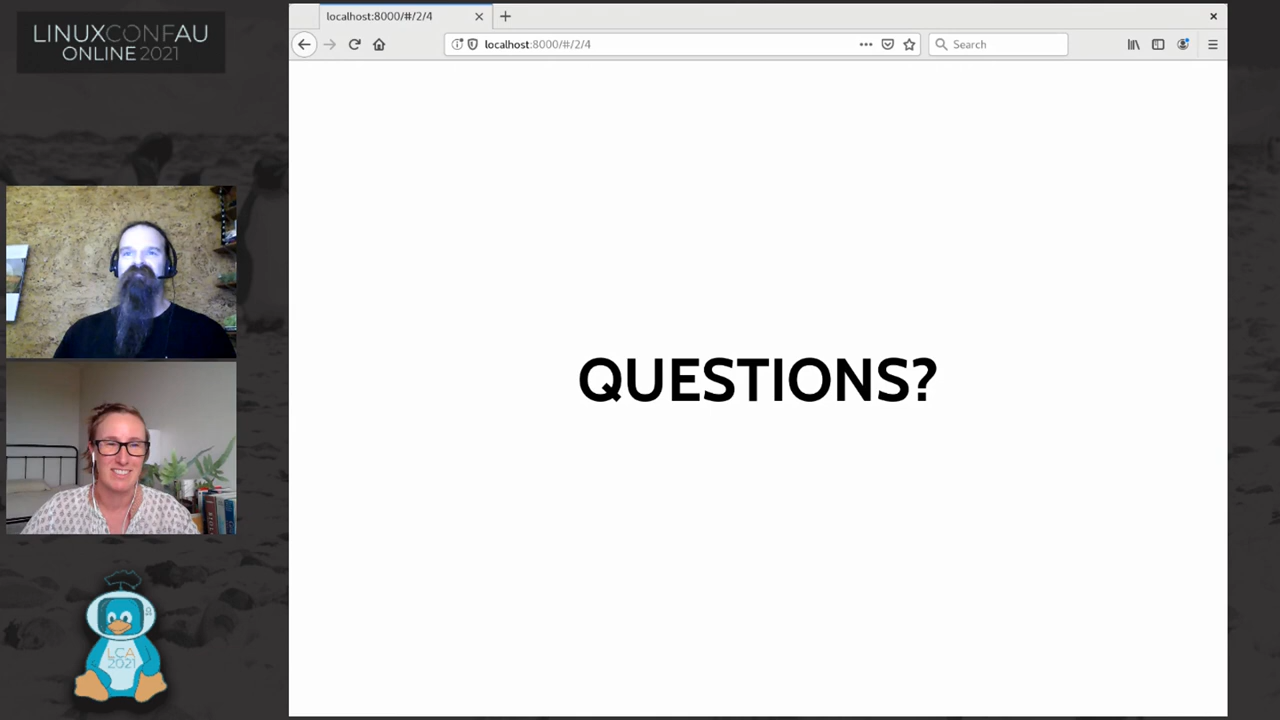 LINUXCONFAU
ONLINE 2021
localhost:8000/#/2/4
localhost:8000/#/2/4
Search
QUESTIONS?
LCA
2021